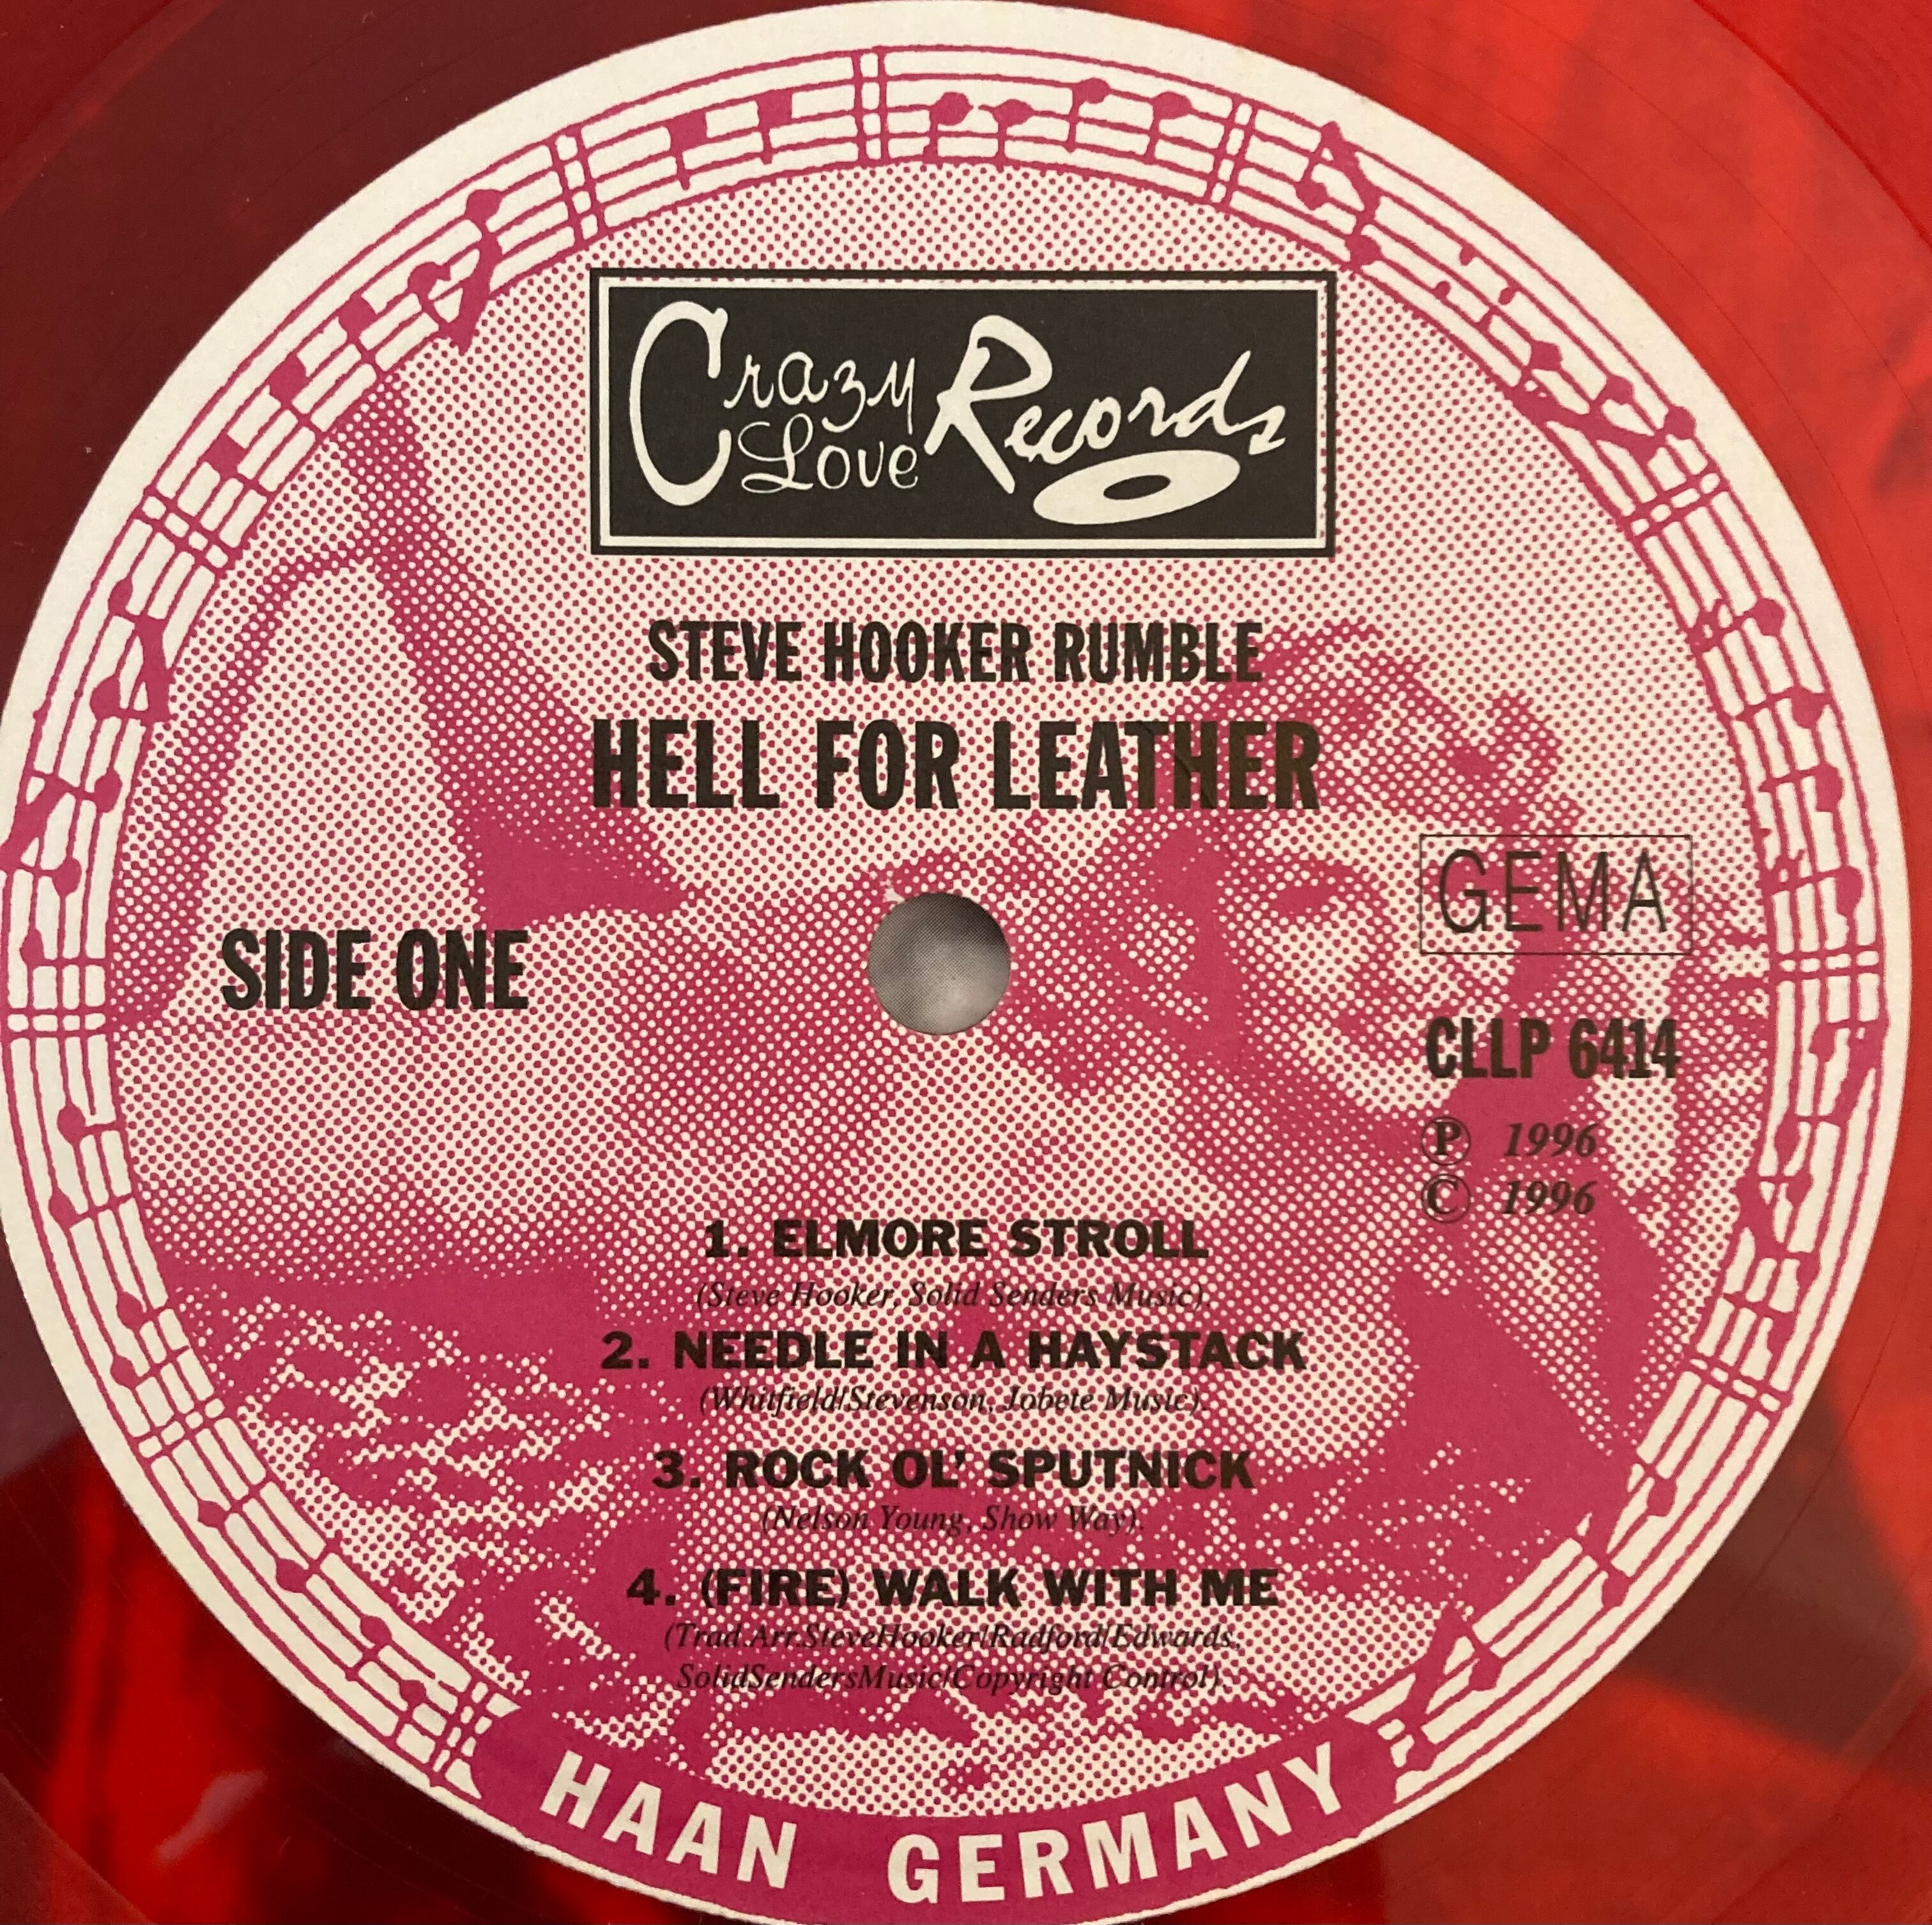 Crazy Love Records
STEVE HOOKER RUMBLE
HELL FOR LEATHER
GEMA
SIDE ONE
CLLP 6414
Ⓟ 1996
© 1996
1. ELMORE STROLL
(Steve Hooker, Solid Senders Music).
2. NEEDLE IN A HAYSTACK
(Whitfield/Stevenson, Jobete Music).
3. ROCK OL' SPUTNICK
(Nelson Young, Show Way).
4. (FIRE) WALK WITH ME
(Trad.Arr.SteveHooker/Radford/Edwards,
SolidSendersMusic/Copyright Control).
HAAN GERMANY